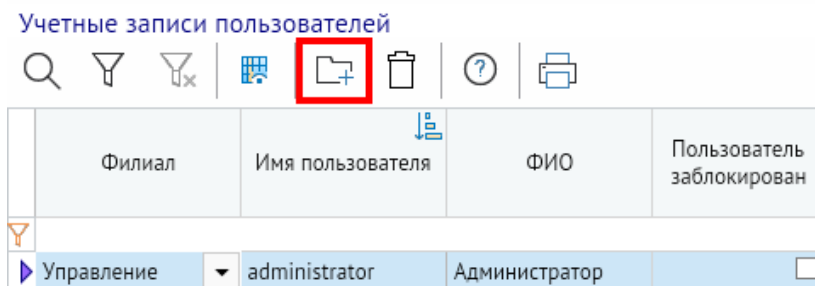 Учетные записи пользователей
Филиал
Имя пользователя
ФИО
Пользователь
заблокирован
Управление
administrator
Администратор